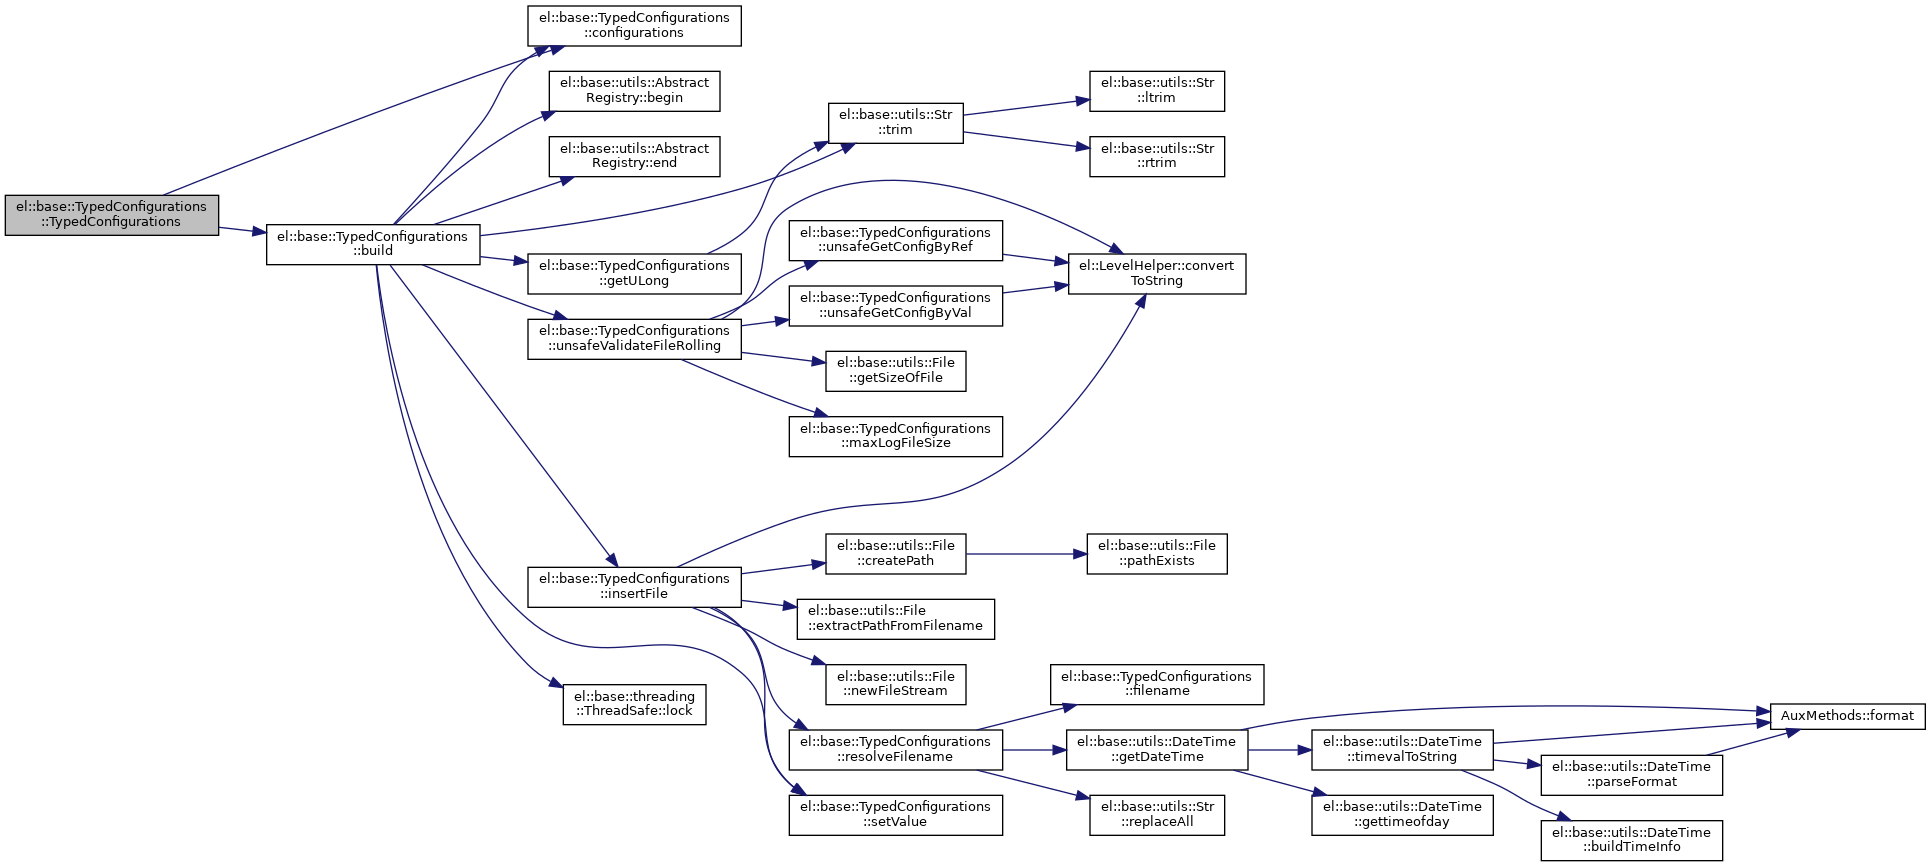 el::base::TypedConfigurations
::TypedConfigurations
el::base::TypedConfigurations
::configurations
el::base::TypedConfigurations
::build
el::base::utils::Abstract
Registry::begin
el::base::utils::Abstract
Registry::end
el::base::utils::Str
::trim
el::base::utils::Str
::ltrim
el::base::utils::Str
::rtrim
el::base::TypedConfigurations
::getULong
el::base::TypedConfigurations
::unsafeValidateFileRolling
el::base::TypedConfigurations
::unsafeGetConfigByRef
el::base::TypedConfigurations
::unsafeGetConfigByVal
el::LevelHelper::convert
ToString
el::base::utils::File
::getSizeOfFile
el::base::TypedConfigurations
::maxLogFileSize
el::base::TypedConfigurations
::insertFile
el::base::utils::File
::createPath
el::base::utils::File
::pathExists
el::base::utils::File
::extractPathFromFilename
el::base::utils::File
::newFileStream
el::base::TypedConfigurations
::resolveFilename
el::base::TypedConfigurations
::setValue
el::base::threading
::ThreadSafe::lock
el::base::TypedConfigurations
::filename
el::base::utils::DateTime
::getDateTime
el::base::utils::Str
::replaceAll
el::base::utils::DateTime
::timevalToString
el::base::utils::DateTime
::gettimeofday
AuxMethods::format
el::base::utils::DateTime
::parseFormat
el::base::utils::DateTime
::buildTimeInfo